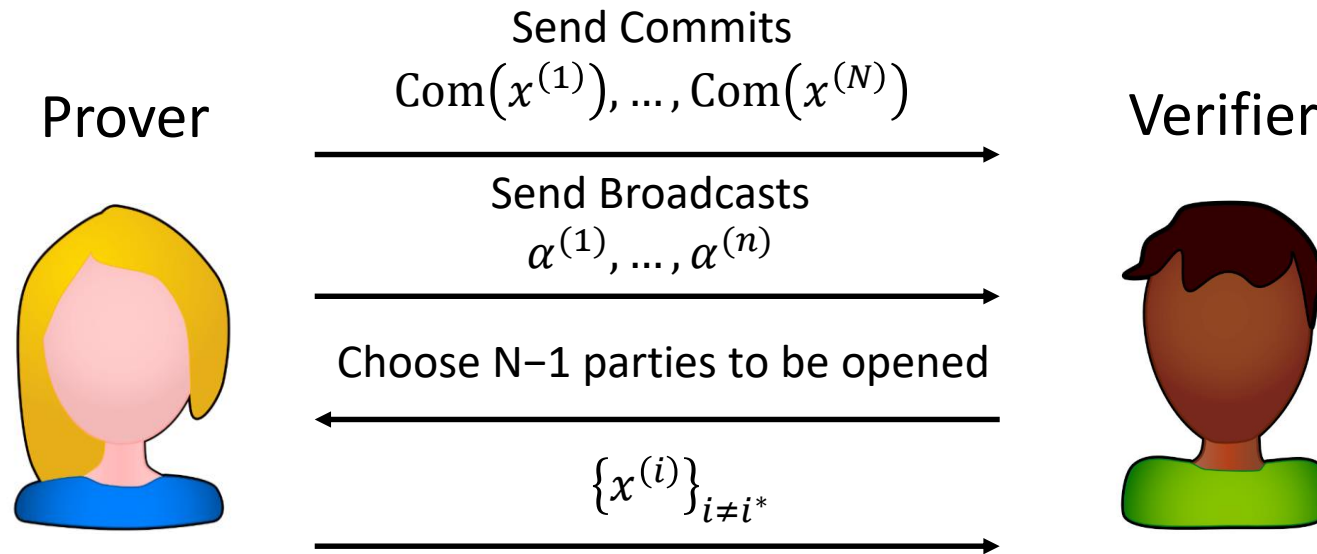 Send Commits
Com(x^(1)), … , Com(x^(N))
Prover
Verifier
Send Broadcasts
α^(1), … , α^(n)
Choose N−1 parties to be opened
{x^(i)}_{i≠i*}